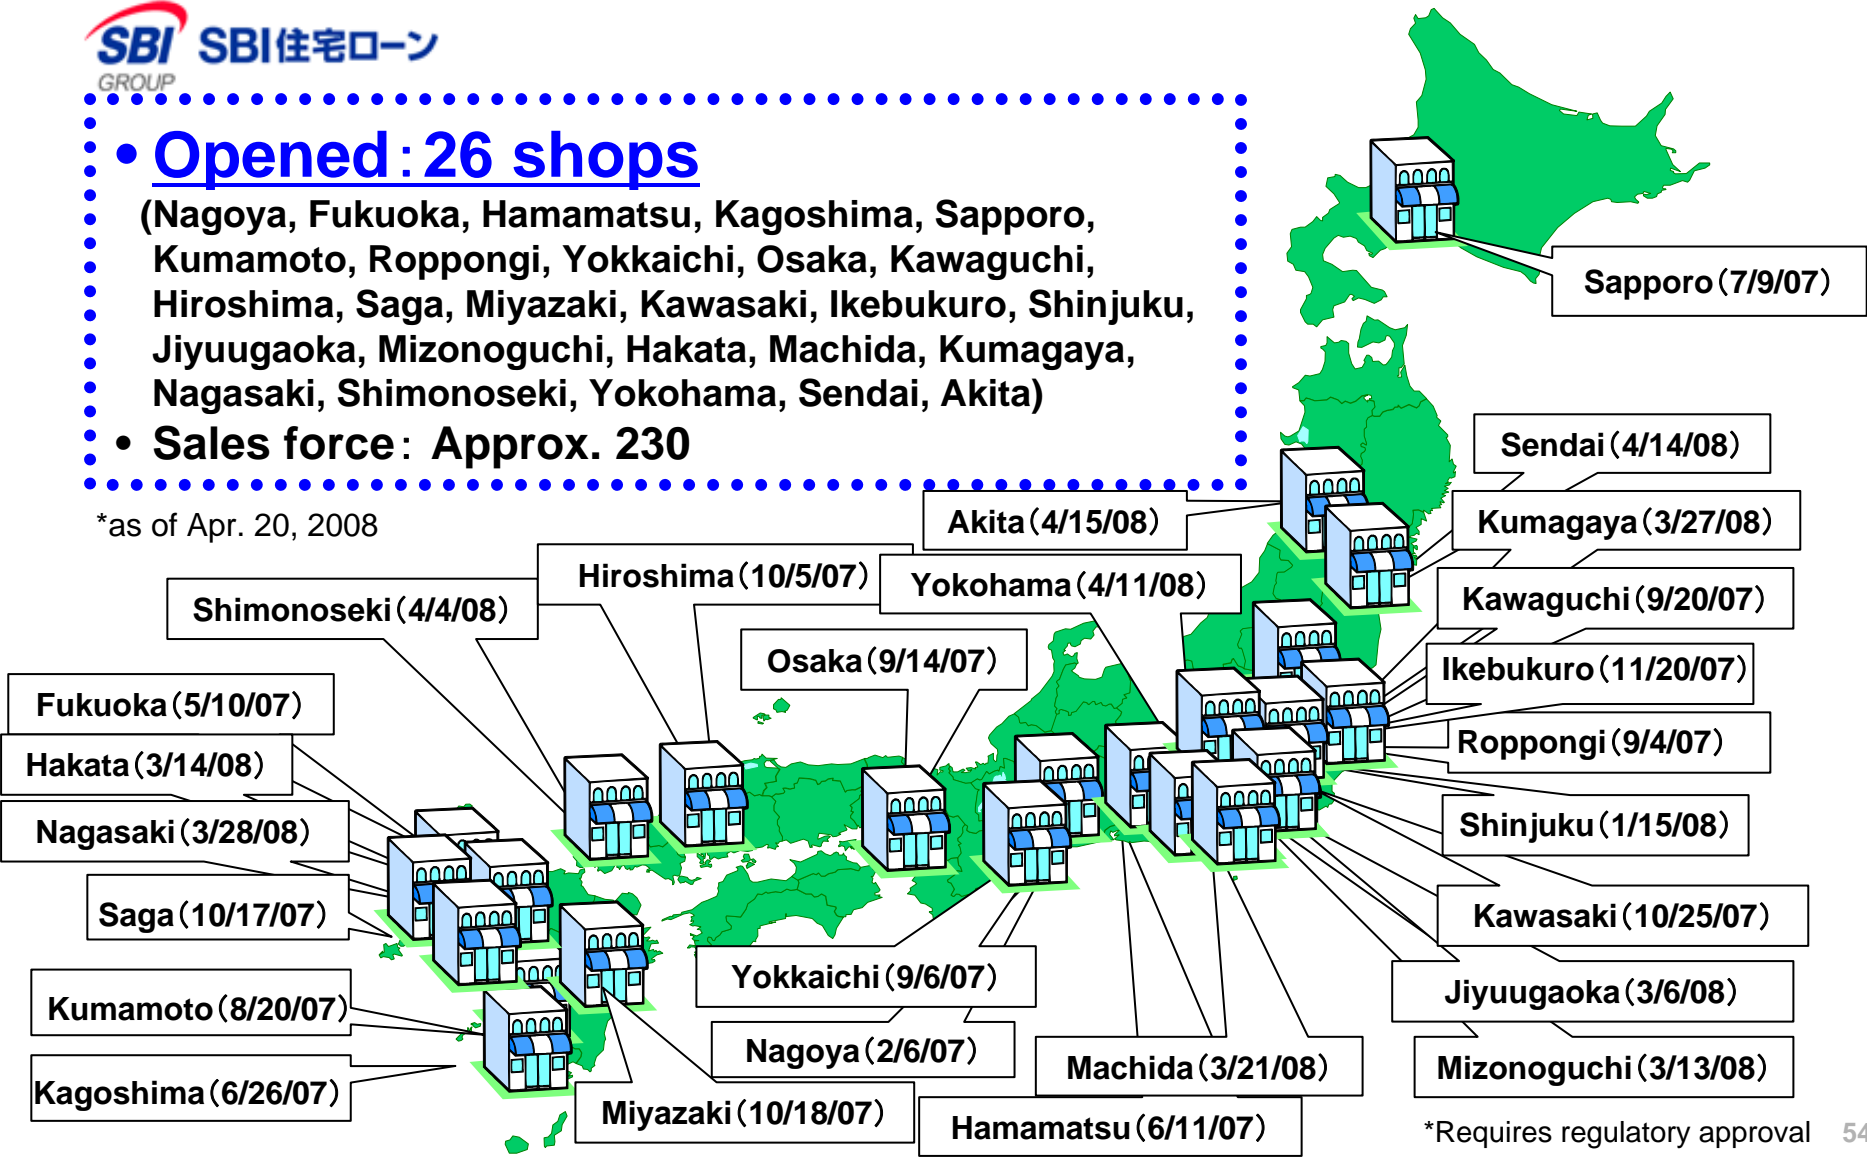 SBI SBI住宅ローン
GROUP
• Opened：26 shops
(Nagoya, Fukuoka, Hamamatsu, Kagoshima, Sapporo,
Kumamoto, Roppongi, Yokkaichi, Osaka, Kawaguchi,
Hiroshima, Saga, Miyazaki, Kawasaki, Ikebukuro, Shinjuku,
Jiyuugaoka, Mizonoguchi, Hakata, Machida, Kumagaya,
Nagasaki, Shimonoseki, Yokohama, Sendai, Akita)
• Sales force： Approx. 230
*as of Apr. 20, 2008
Sapporo（7/9/07）
Sendai（4/14/08）
Akita（4/15/08）
Kumagaya（3/27/08）
Hiroshima（10/5/07）
Yokohama（4/11/08）
Kawaguchi（9/20/07）
Shimonoseki（4/4/08）
Osaka（9/14/07）
Ikebukuro（11/20/07）
Fukuoka（5/10/07）
Roppongi（9/4/07）
Hakata（3/14/08）
Nagasaki（3/28/08）
Shinjuku（1/15/08）
Saga（10/17/07）
Kawasaki（10/25/07）
Yokkaichi（9/6/07）
Jiyuugaoka（3/6/08）
Kumamoto（8/20/07）
Nagoya（2/6/07）
Machida（3/21/08）
Mizonoguchi（3/13/08）
Kagoshima（6/26/07）
Miyazaki（10/18/07）
Hamamatsu（6/11/07）
*Requires regulatory approval
54